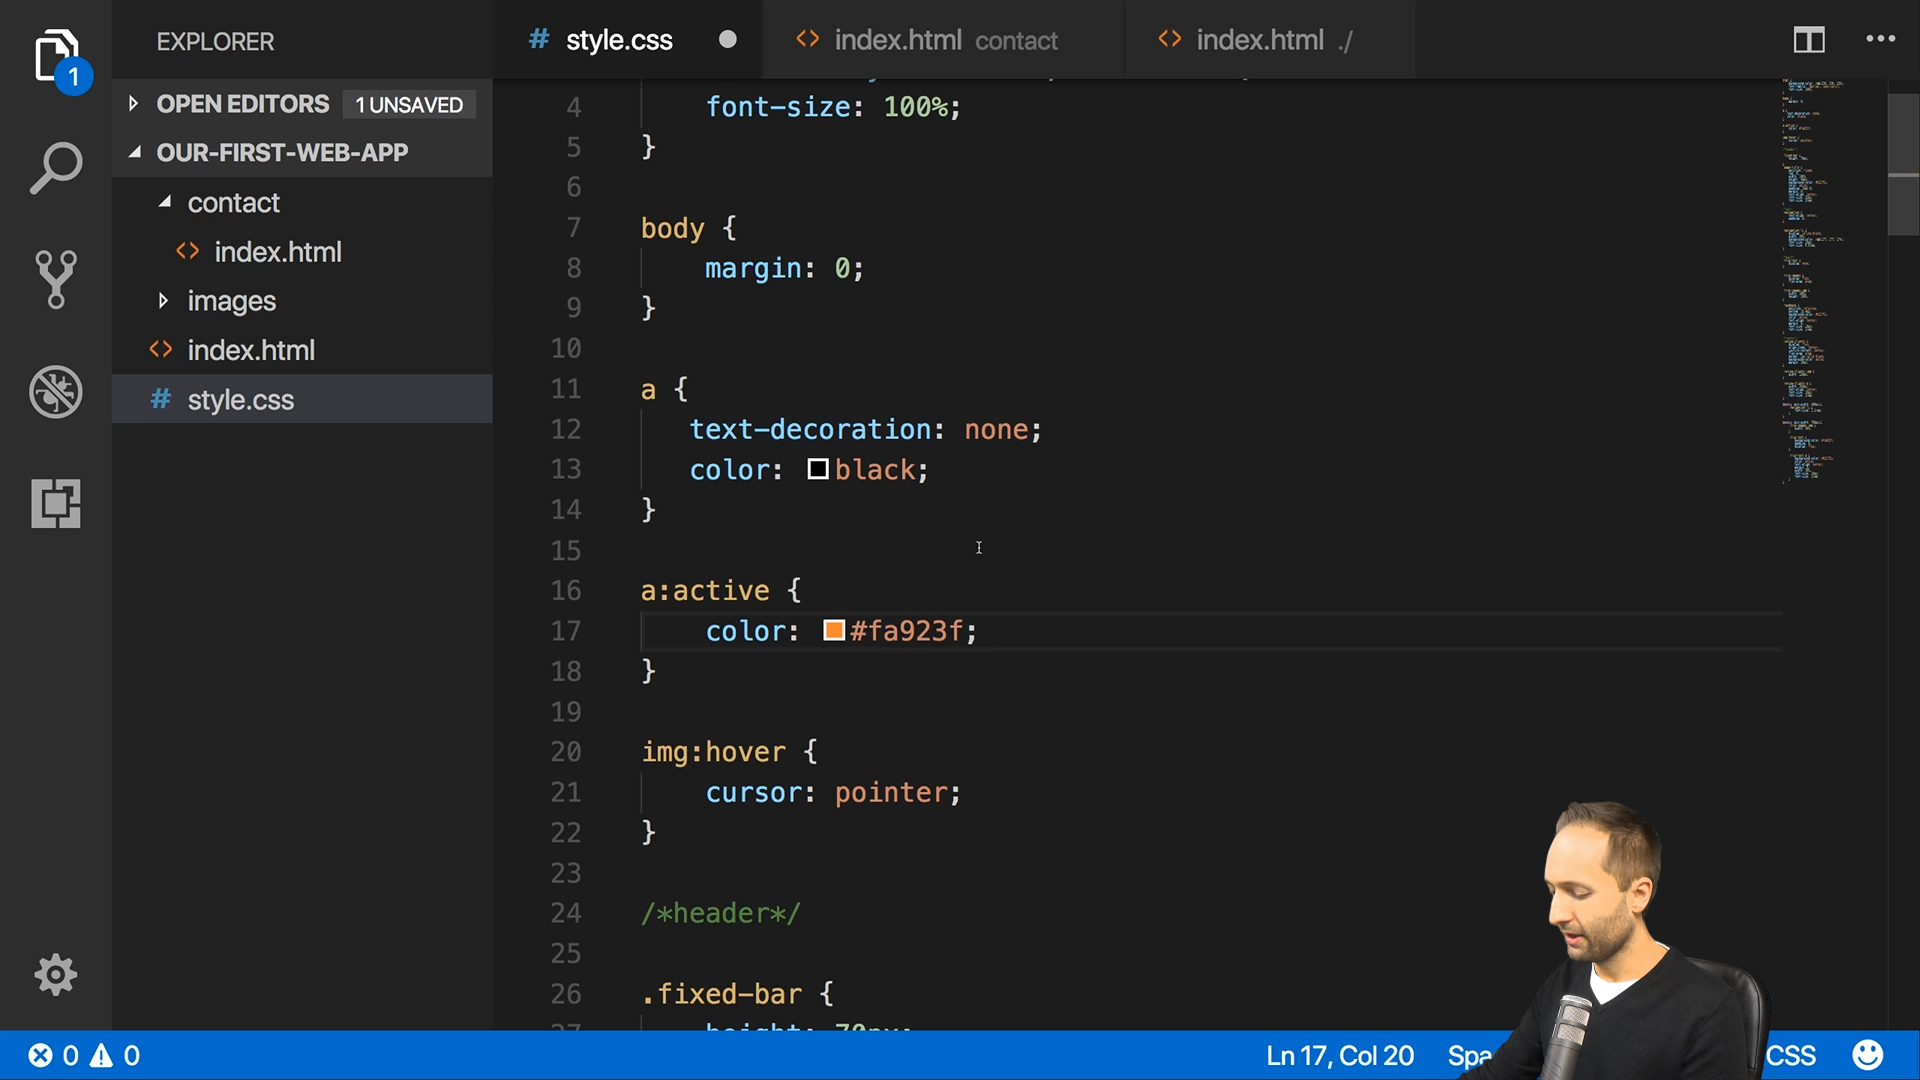 1
EXPLORER
OPEN EDITORS 1 UNSAVED
OUR-FIRST-WEB-APP
contact
<> index.html
images
<> index.html
# style.css
# style.css
<> index.html contact
<> index.html ./
4 font-size: 100%;
5 }
6
7 body {
8 margin: 0;
9 }
10
11 a {
12 text-decoration: none;
13 color: black;
14 }
15
16 a:active {
17 color: #fa923f;
18 }
19
20 img:hover {
21 cursor: pointer;
22 }
23
24 /*header*/
25
26 .fixed-bar {
27 height: 70px;
0 0
Ln 17, Col 20
CSS